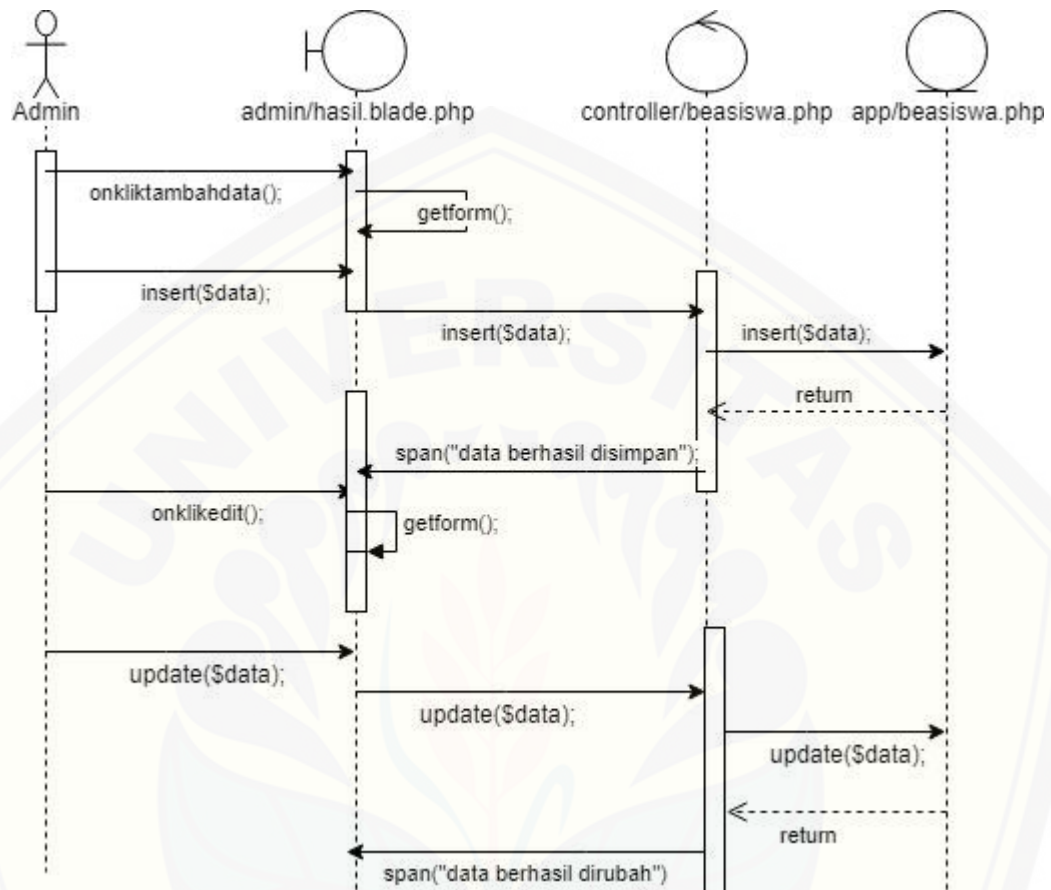 Admin
admin/hasil.blade.php
controller/beasiswa.php
app/beasiswa.php
onkliktambahdata();
getform();
insert($data);
insert($data);
insert($data);
return
span("data berhasil disimpan");
onklikedit();
getform();
update($data);
update($data);
update($data);
return
span("data berhasil dirubah")
UNIVERSITAS